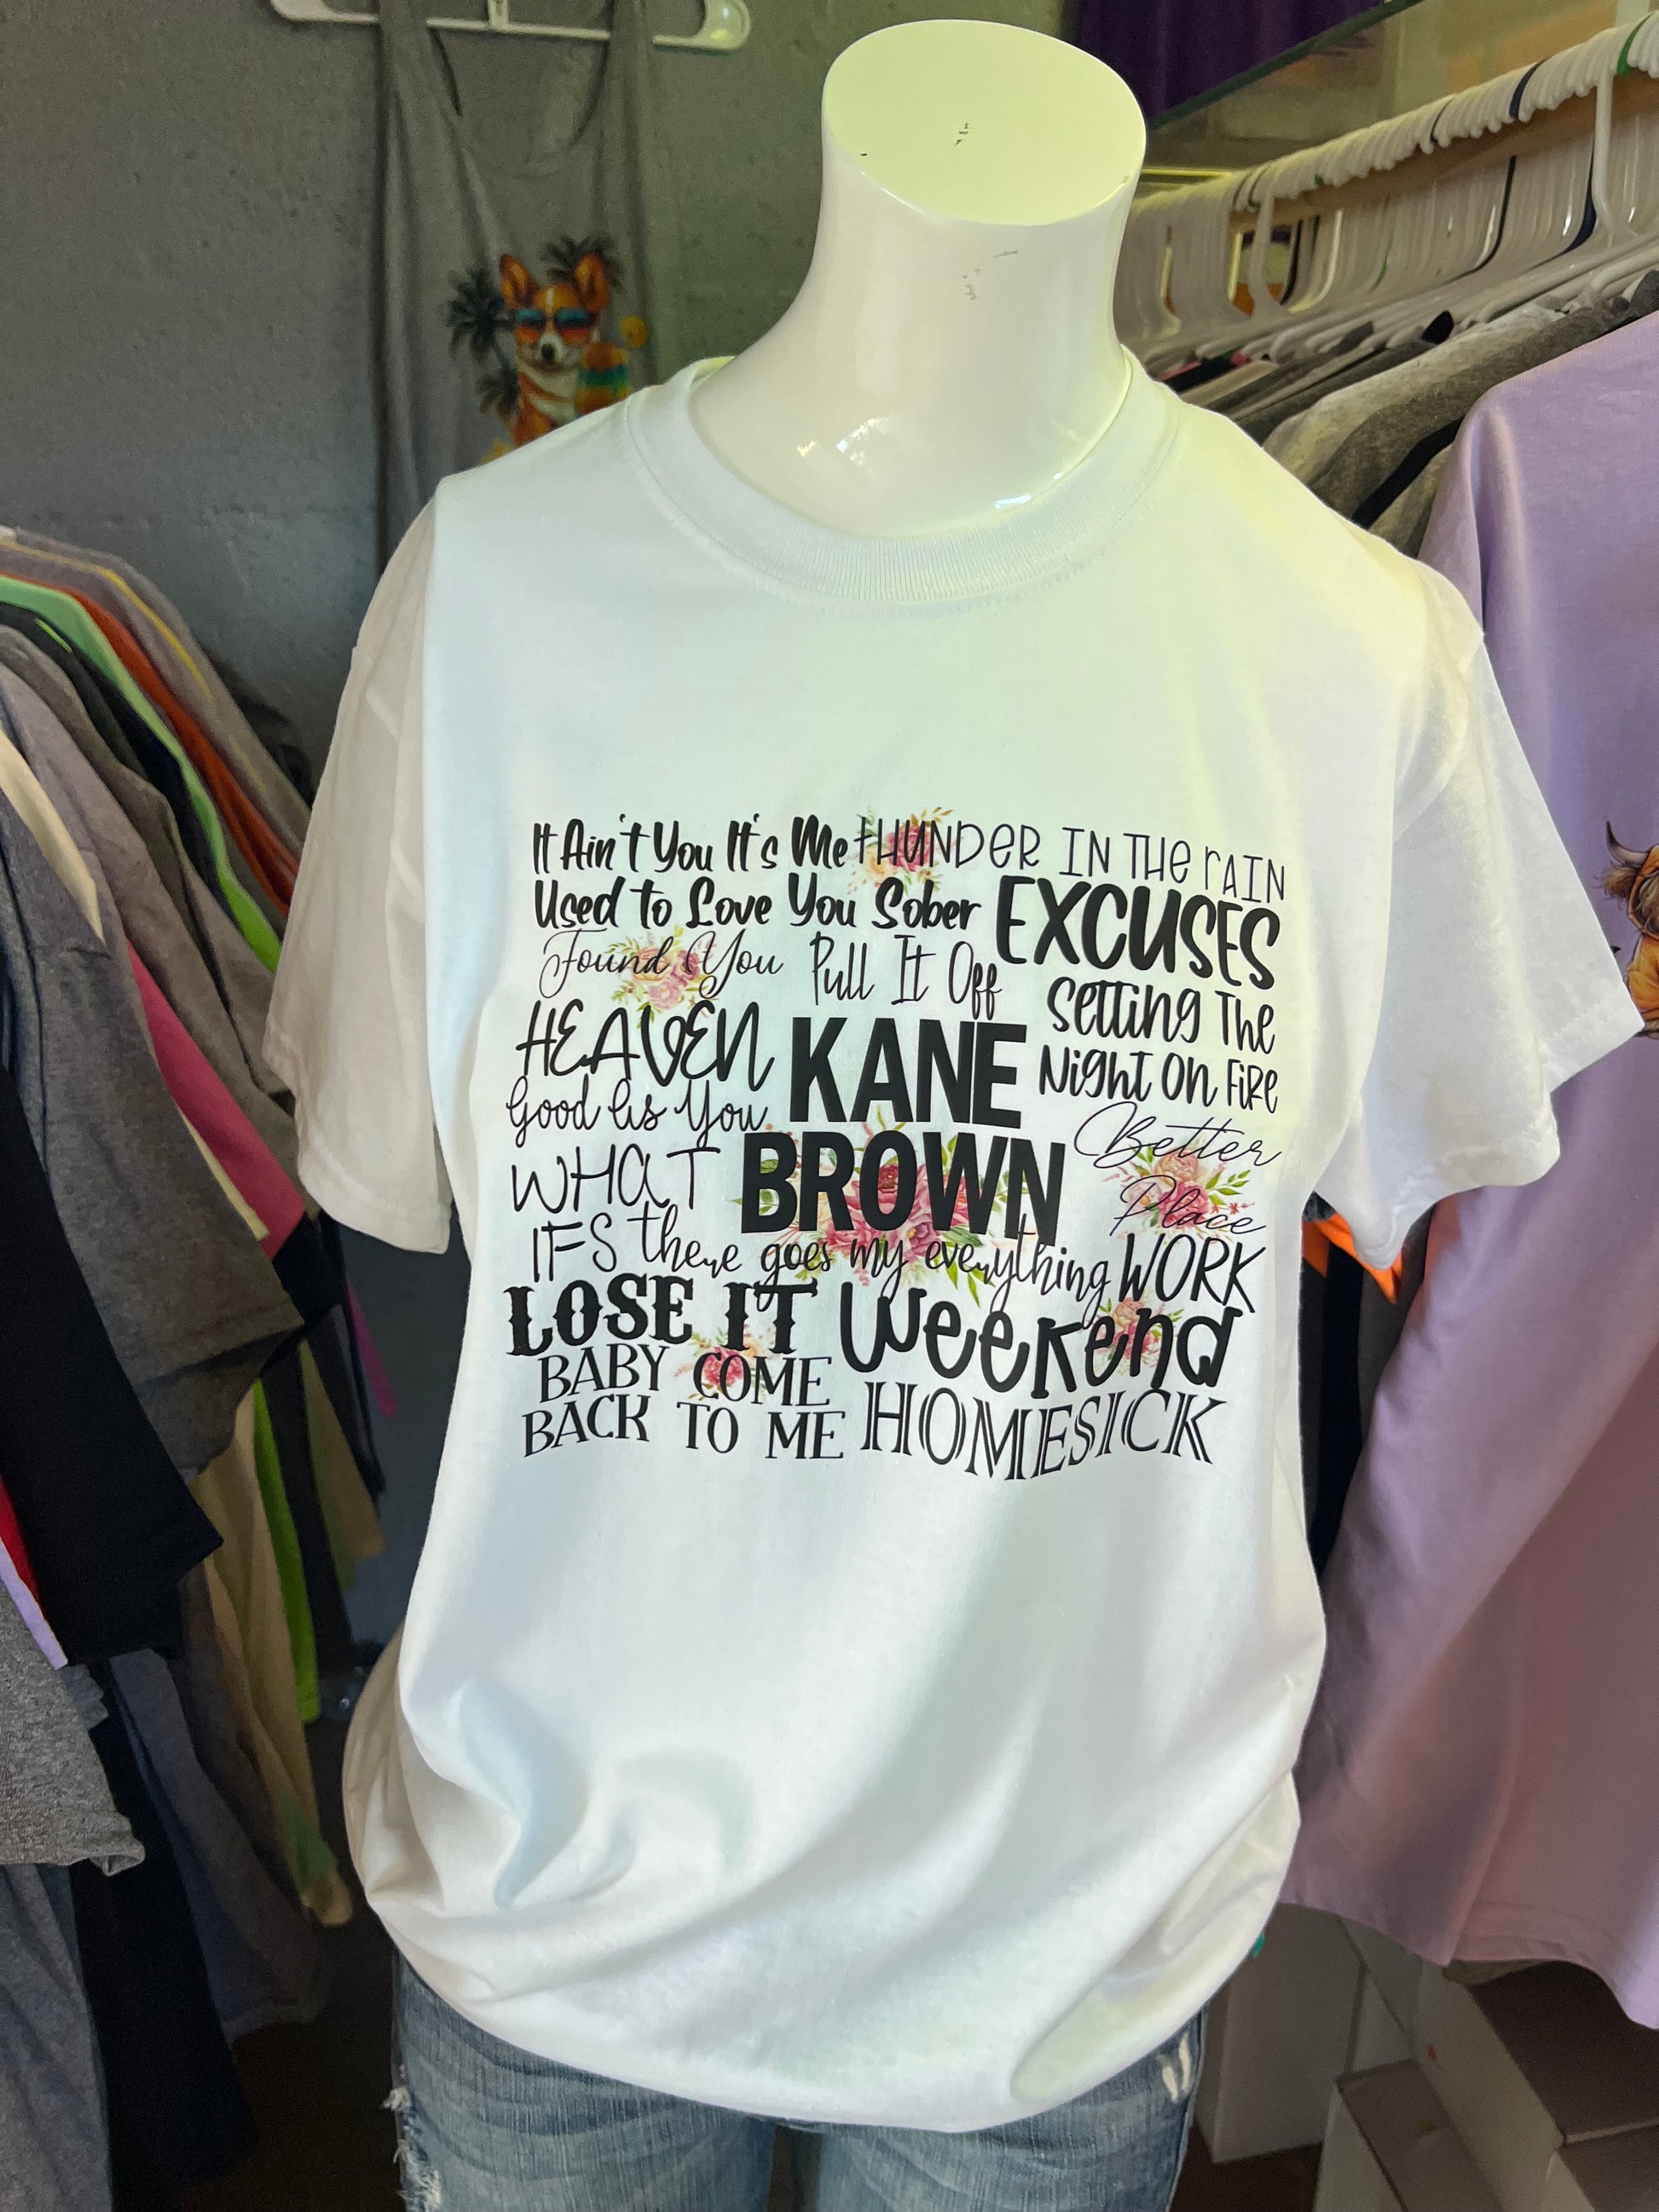 It Ain't You It's Me THUNDER IN THE RAIN
Used to Love You Sober EXCUSES
Found You Pull It Off
HEAVEN KANE Setting The
Night On Fire
Good As You
WHAT BROWN Better
Place
IFS there goes my everything WORK
LOSE IT Weekend
BABY COME
BACK TO ME HOMESICK